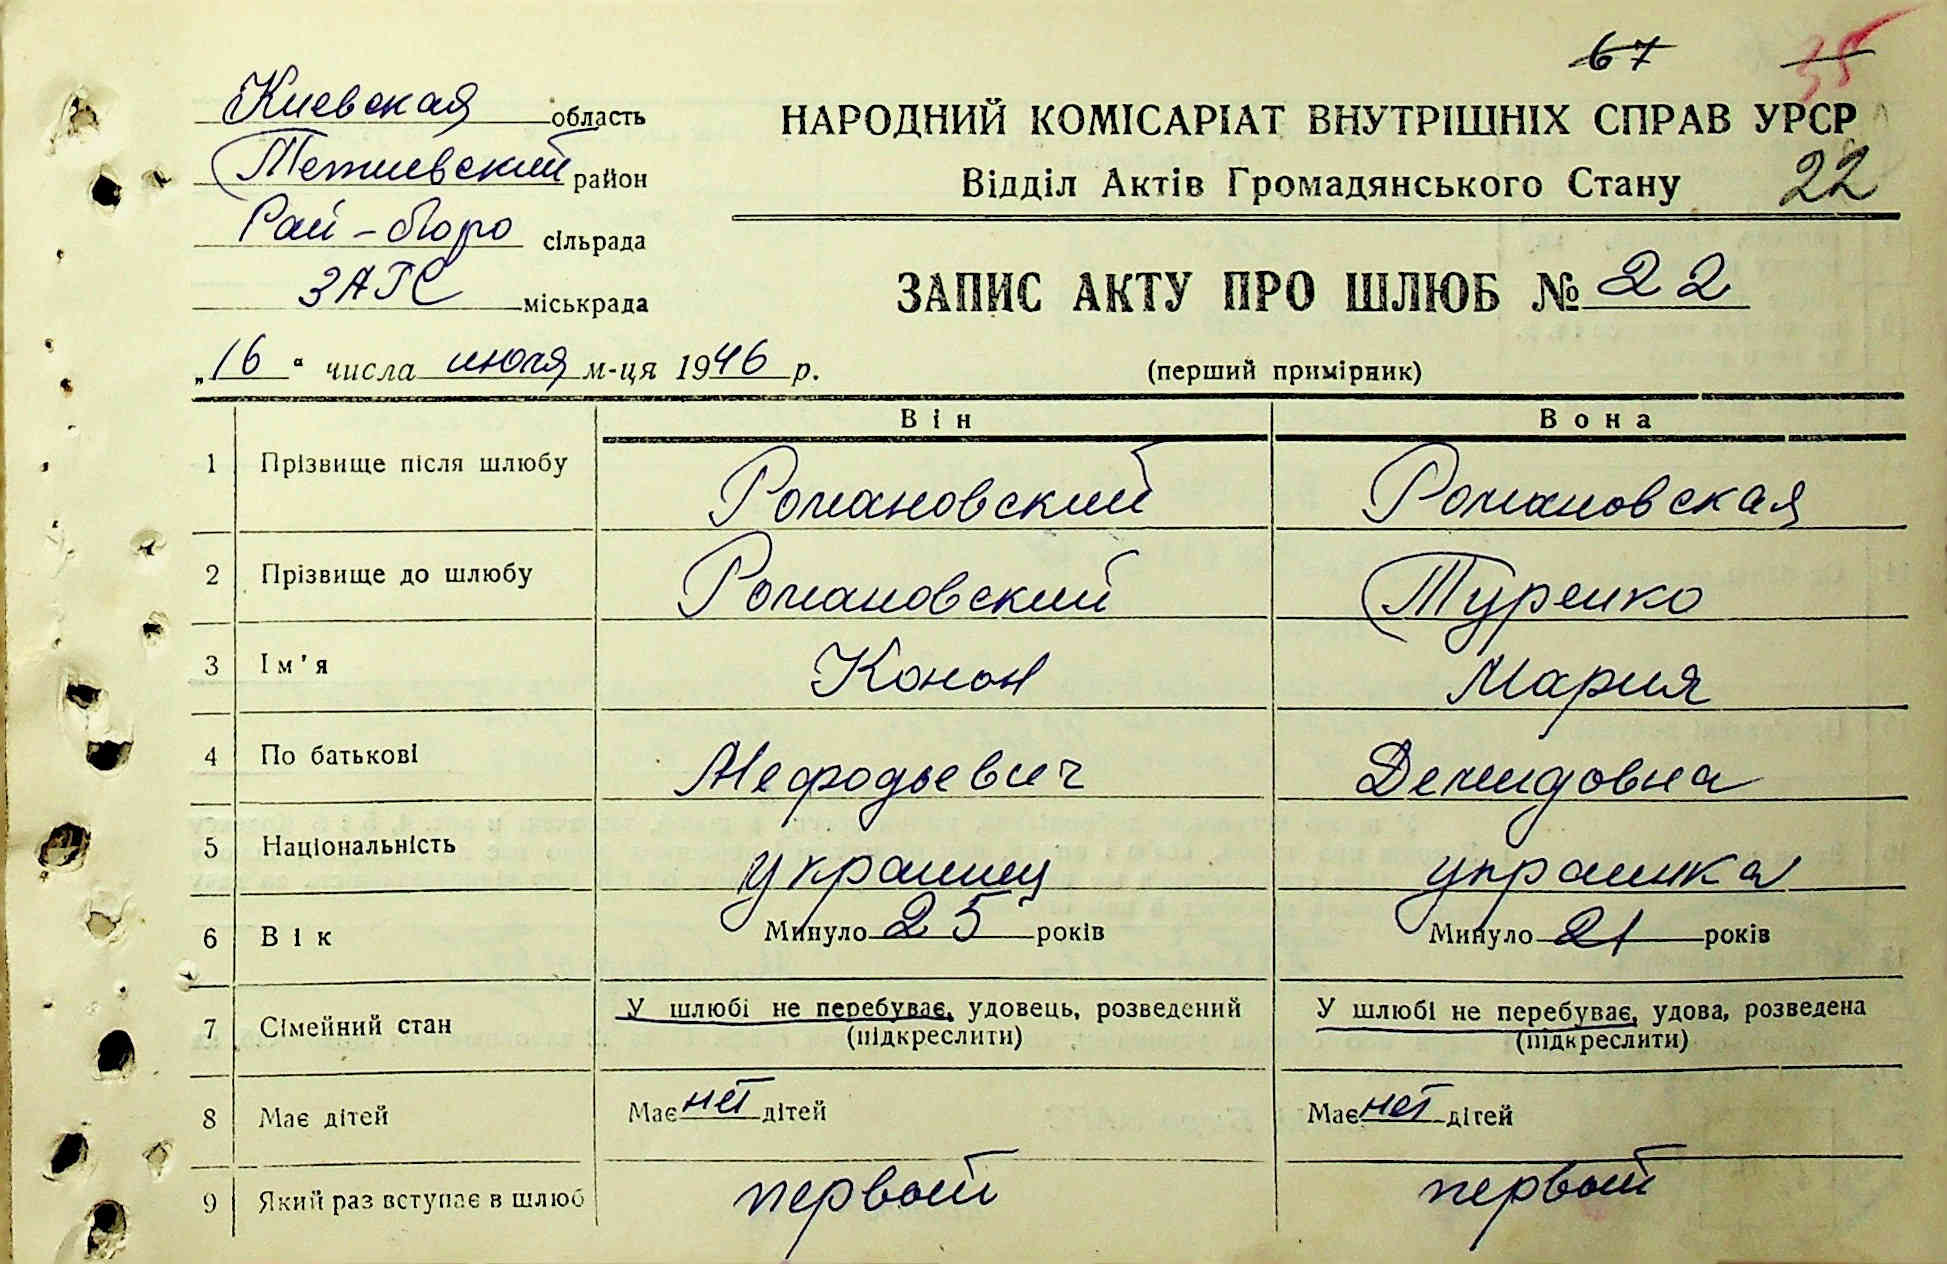 67 35
Киевская область
НАРОДНИЙ КОМІСАРІАТ ВНУТРІШНІХ СПРАВ УРСР
Тетиевский район
Відділ Актів Громадянського Стану 22
Рай-бюро сільрада
ЗАГС міськрада
ЗАПИС АКТУ ПРО ШЛЮБ № 22
„16“ числа июля м-ця 1946 р.
(перший примірник)
Він Вона
1 Прізвище після шлюбу Романовский Романовская
2 Прізвище до шлюбу Романовский Туренко
3 Ім'я Конон Мария
4 По батькові Мефодьевич Демидовна
5 Національність украинец украинка
6 Вік Минуло 25 років Минуло 21 років
7 Сімейний стан У шлюбі не перебуває, удовець, розведений У шлюбі не перебуває, удова, розведена
(підкреслити) (підкреслити)
8 Має дітей Має нет дітей Має нет дітей
9 Який раз вступає в шлюб первый первый